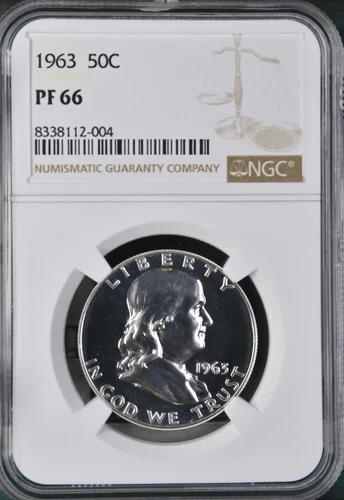 1963 50C
PF 66
8338112-004
NUMISMATIC GUARANTY COMPANY
NGC
LIBERTY
1963
IN GOD WE TRUST